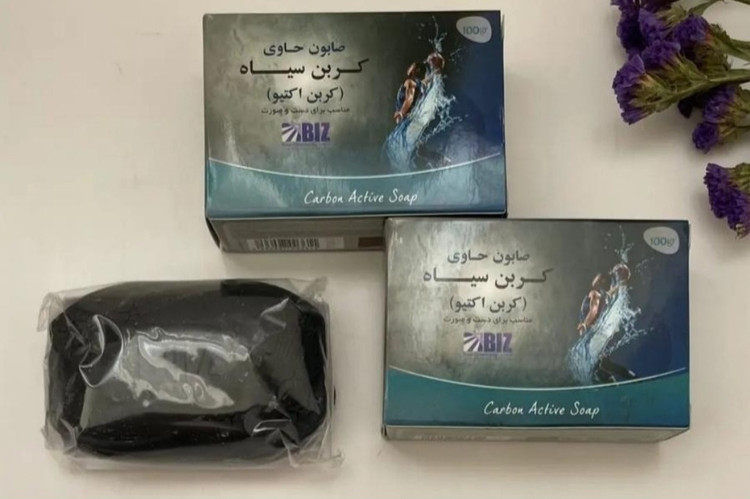 100gr
صابون حاوی
کربن سیاه
(کربن اکتیو)
مناسب برای دست و صورت
BIZ
Carbon Active Soap
100gr
صابون حاوی
کربن سیاه
(کربن اکتیو)
مناسب برای دست و صورت
BIZ
Carbon Active Soap